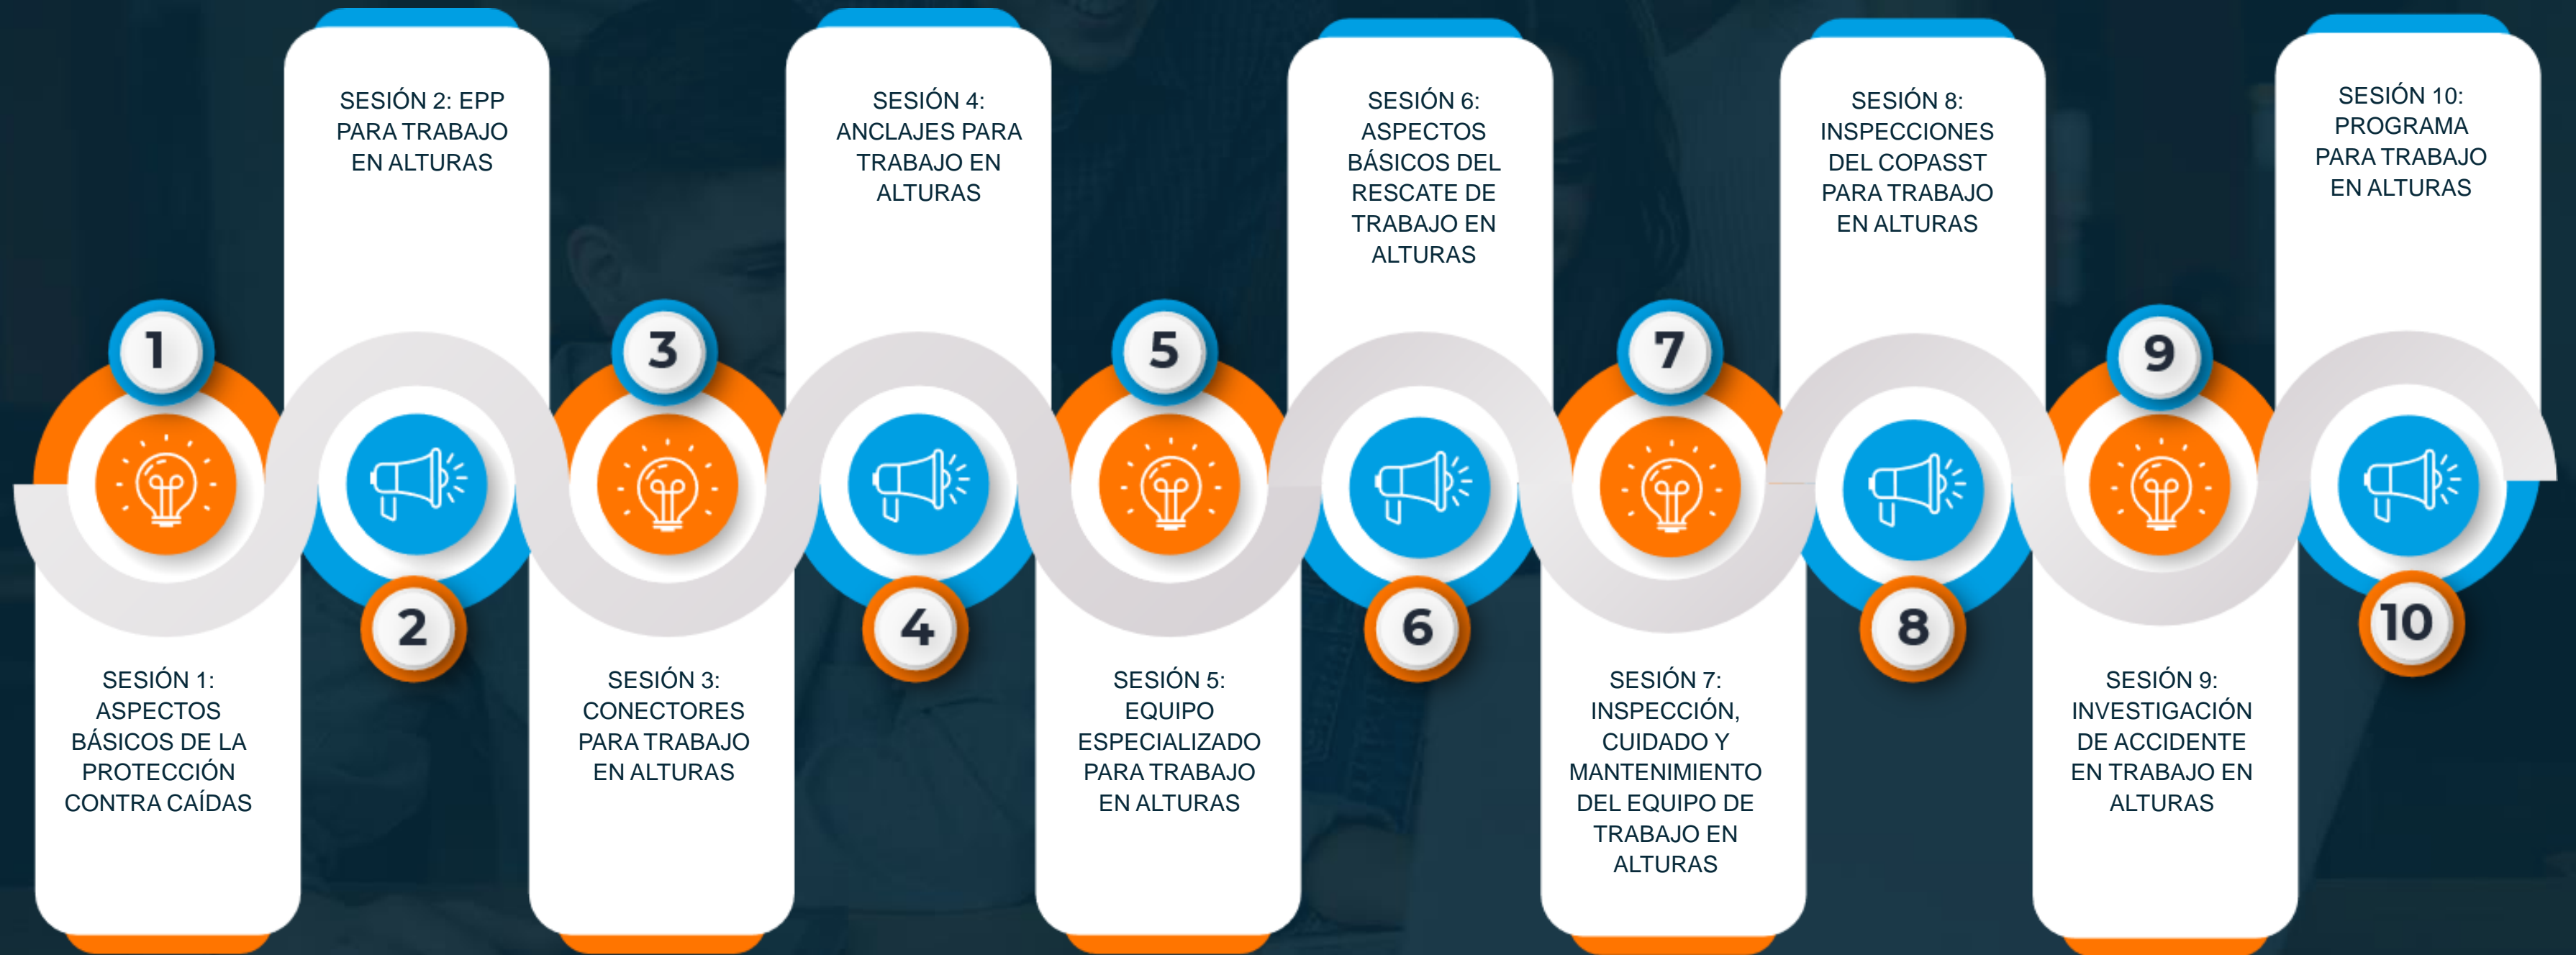 1
SESIÓN 1:
ASPECTOS
BÁSICOS DE LA
PROTECCIÓN
CONTRA CAÍDAS
SESIÓN 2: EPP
PARA TRABAJO
EN ALTURAS
2
3
SESIÓN 3:
CONECTORES
PARA TRABAJO
EN ALTURAS
SESIÓN 4:
ANCLAJES PARA
TRABAJO EN
ALTURAS
4
5
SESIÓN 5:
EQUIPO
ESPECIALIZADO
PARA TRABAJO
EN ALTURAS
SESIÓN 6:
ASPECTOS
BÁSICOS DEL
RESCATE DE
TRABAJO EN
ALTURAS
6
7
SESIÓN 7:
INSPECCIÓN,
CUIDADO Y
MANTENIMIENTO
DEL EQUIPO DE
TRABAJO EN
ALTURAS
SESIÓN 8:
INSPECCIONES
DEL COPASST
PARA TRABAJO
EN ALTURAS
8
9
SESIÓN 9:
INVESTIGACIÓN
DE ACCIDENTE
EN TRABAJO EN
ALTURAS
SESIÓN 10:
PROGRAMA
PARA TRABAJO
EN ALTURAS
10